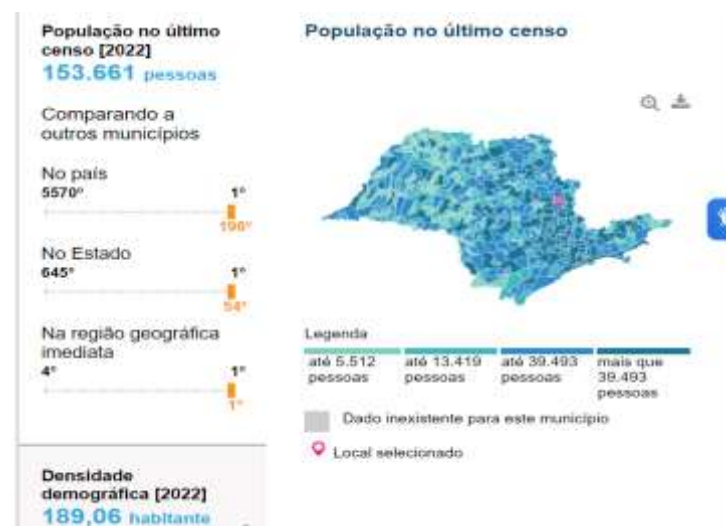 População no último
censo [2022]
153.661 pessoas
Comparando a
outros municípios
No país
5570º 1º
196º
No Estado
645º 1º
54º
Na região geográfica
imediata
4º 1º
1º
Densidade
demográfica [2022]
189,06 habitante
População no último censo
Legenda
até 5.512
pessoas
até 13.419
pessoas
até 39.493
pessoas
mais que
39.493
pessoas
Dado inexistente para este município
Local selecionado